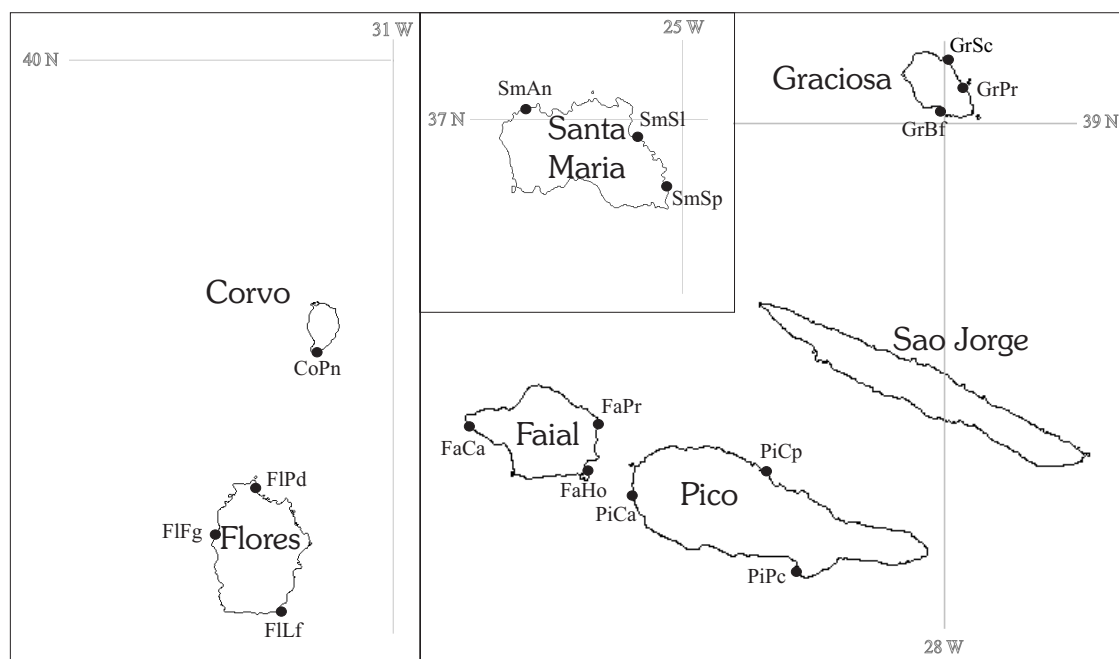 31 W
40 N
Corvo
CoPn
FlPd
FlFg
Flores
FlLf
25 W
SmAn
37 N
SmSl
Santa
Maria
SmSp
GrSc
Graciosa
GrPr
GrBf
39 N
Sao Jorge
FaPr
FaCa
Faial
FaHo
PiCp
Pico
PiCa
PiPc
28 W